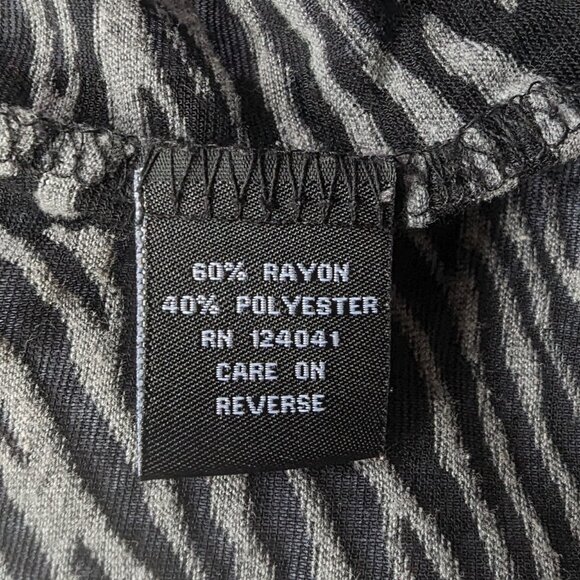 60% RAYON
40% POLYESTER
RN 124041
CARE ON
REVERSE